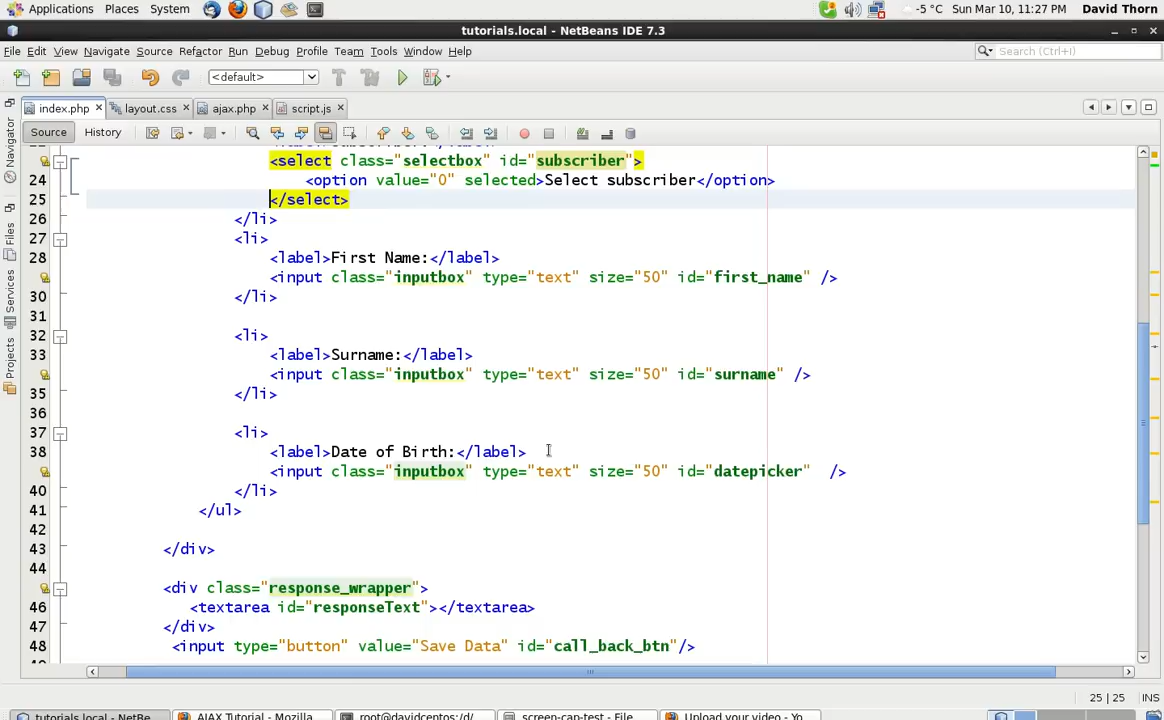 Applications Places System -5 °C Sun Mar 10, 11:27 PM David Thorn
tutorials.local - NetBeans IDE 7.3
File Edit View Navigate Source Refactor Run Debug Profile Team Tools Window Help Search (Ctrl+I)
<default>
index.php layout.css ajax.php script.js
Source History
Navigator
Files
Services
Projects
<select class="selectbox" id="subscriber">
24 <option value="0" selected>Select subscriber</option>
25 </select>
26 </li>
27 <li>
28 <label>First Name:</label>
<input class="inputbox" type="text" size="50" id="first_name" />
30 </li>
31
32 <li>
33 <label>Surname:</label>
<input class="inputbox" type="text" size="50" id="surname" />
35 </li>
36
37 <li>
38 <label>Date of Birth:</label>
<input class="inputbox" type="text" size="50" id="datepicker" />
40 </li>
41 </ul>
42
43 </div>
44
<div class="response_wrapper">
46 <textarea id="responseText"></textarea>
47 </div>
48 <input type="button" value="Save Data" id="call_back_btn"/>
25 | 25 INS
tutorials.local - NetBe... AJAX Tutorial - Mozilla ... root@davidcentos:/d/... screen-cap-test - File ... Upload your video - Yo...